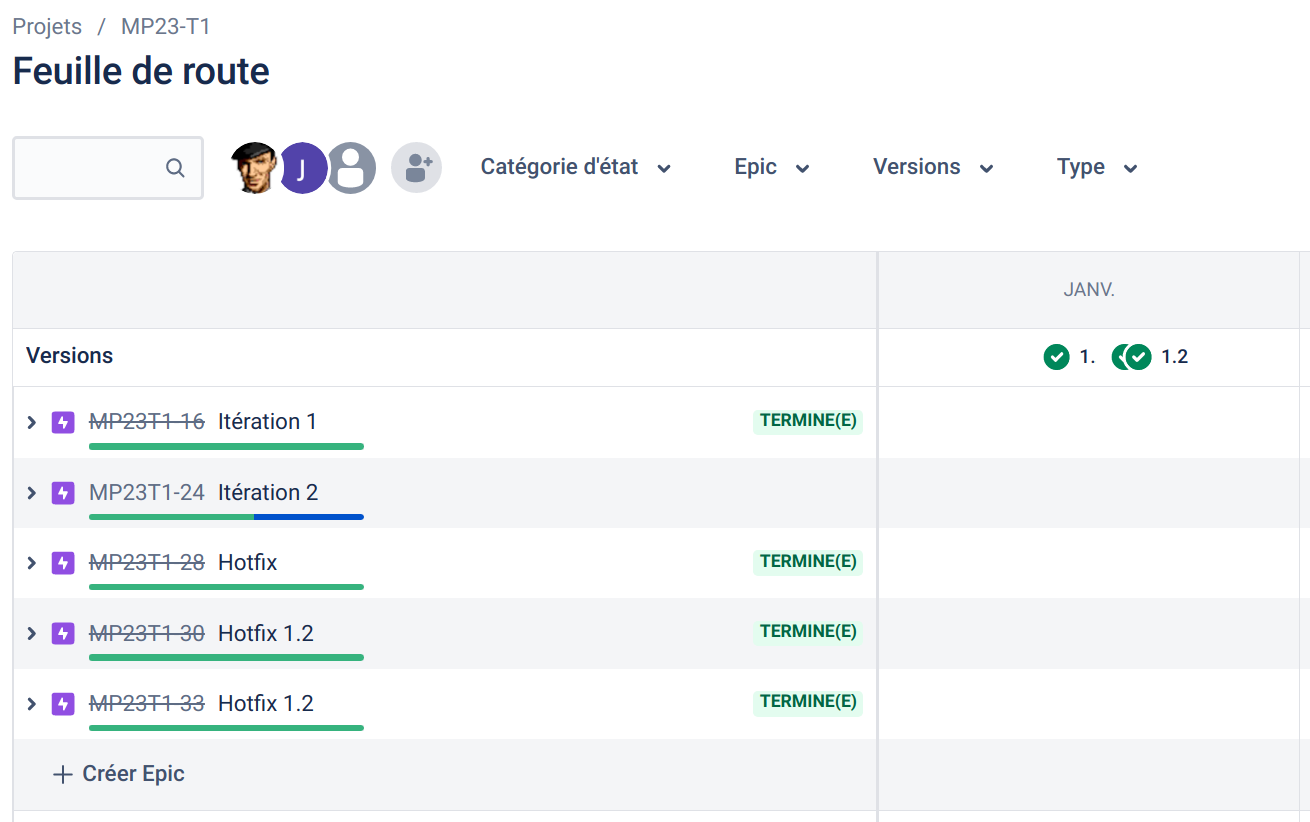 Projets / MP23-T1
Feuille de route
J
Catégorie d'état
Epic
Versions
Type
JANV.
Versions
1.
1.2
MP23T1-16 Itération 1 TERMINE(E)
MP23T1-24 Itération 2
MP23T1-28 Hotfix TERMINE(E)
MP23T1-30 Hotfix 1.2 TERMINE(E)
MP23T1-33 Hotfix 1.2 TERMINE(E)
+ Créer Epic